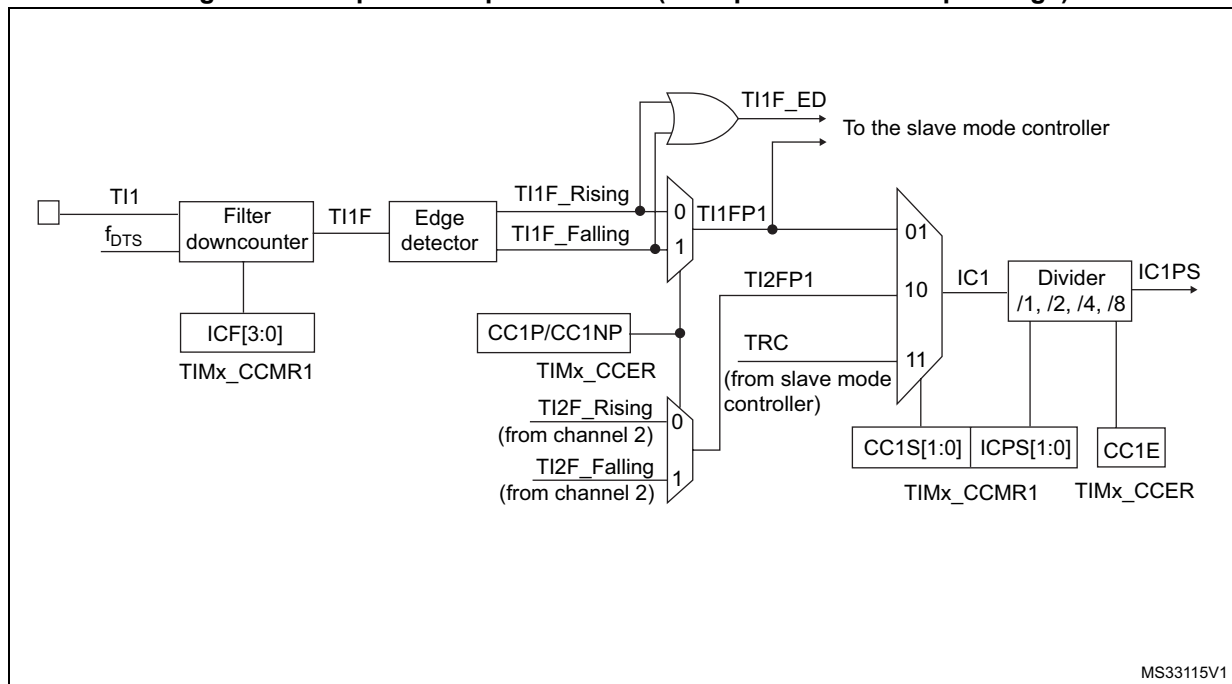 TI1F_ED
To the slave mode controller
TI1
f_DTS
Filter
downcounter
TI1F
Edge
detector
TI1F_Rising
TI1F_Falling
0
1
TI1FP1
01
TI2FP1
10
IC1
Divider
/1, /2, /4, /8
IC1PS
ICF[3:0]
TIMx_CCMR1
CC1P/CC1NP
TIMx_CCER
TRC
11
(from slave mode
controller)
TI2F_Rising
0
(from channel 2)
TI2F_Falling
1
(from channel 2)
CC1S[1:0]
ICPS[1:0]
CC1E
TIMx_CCMR1
TIMx_CCER
MS33115V1